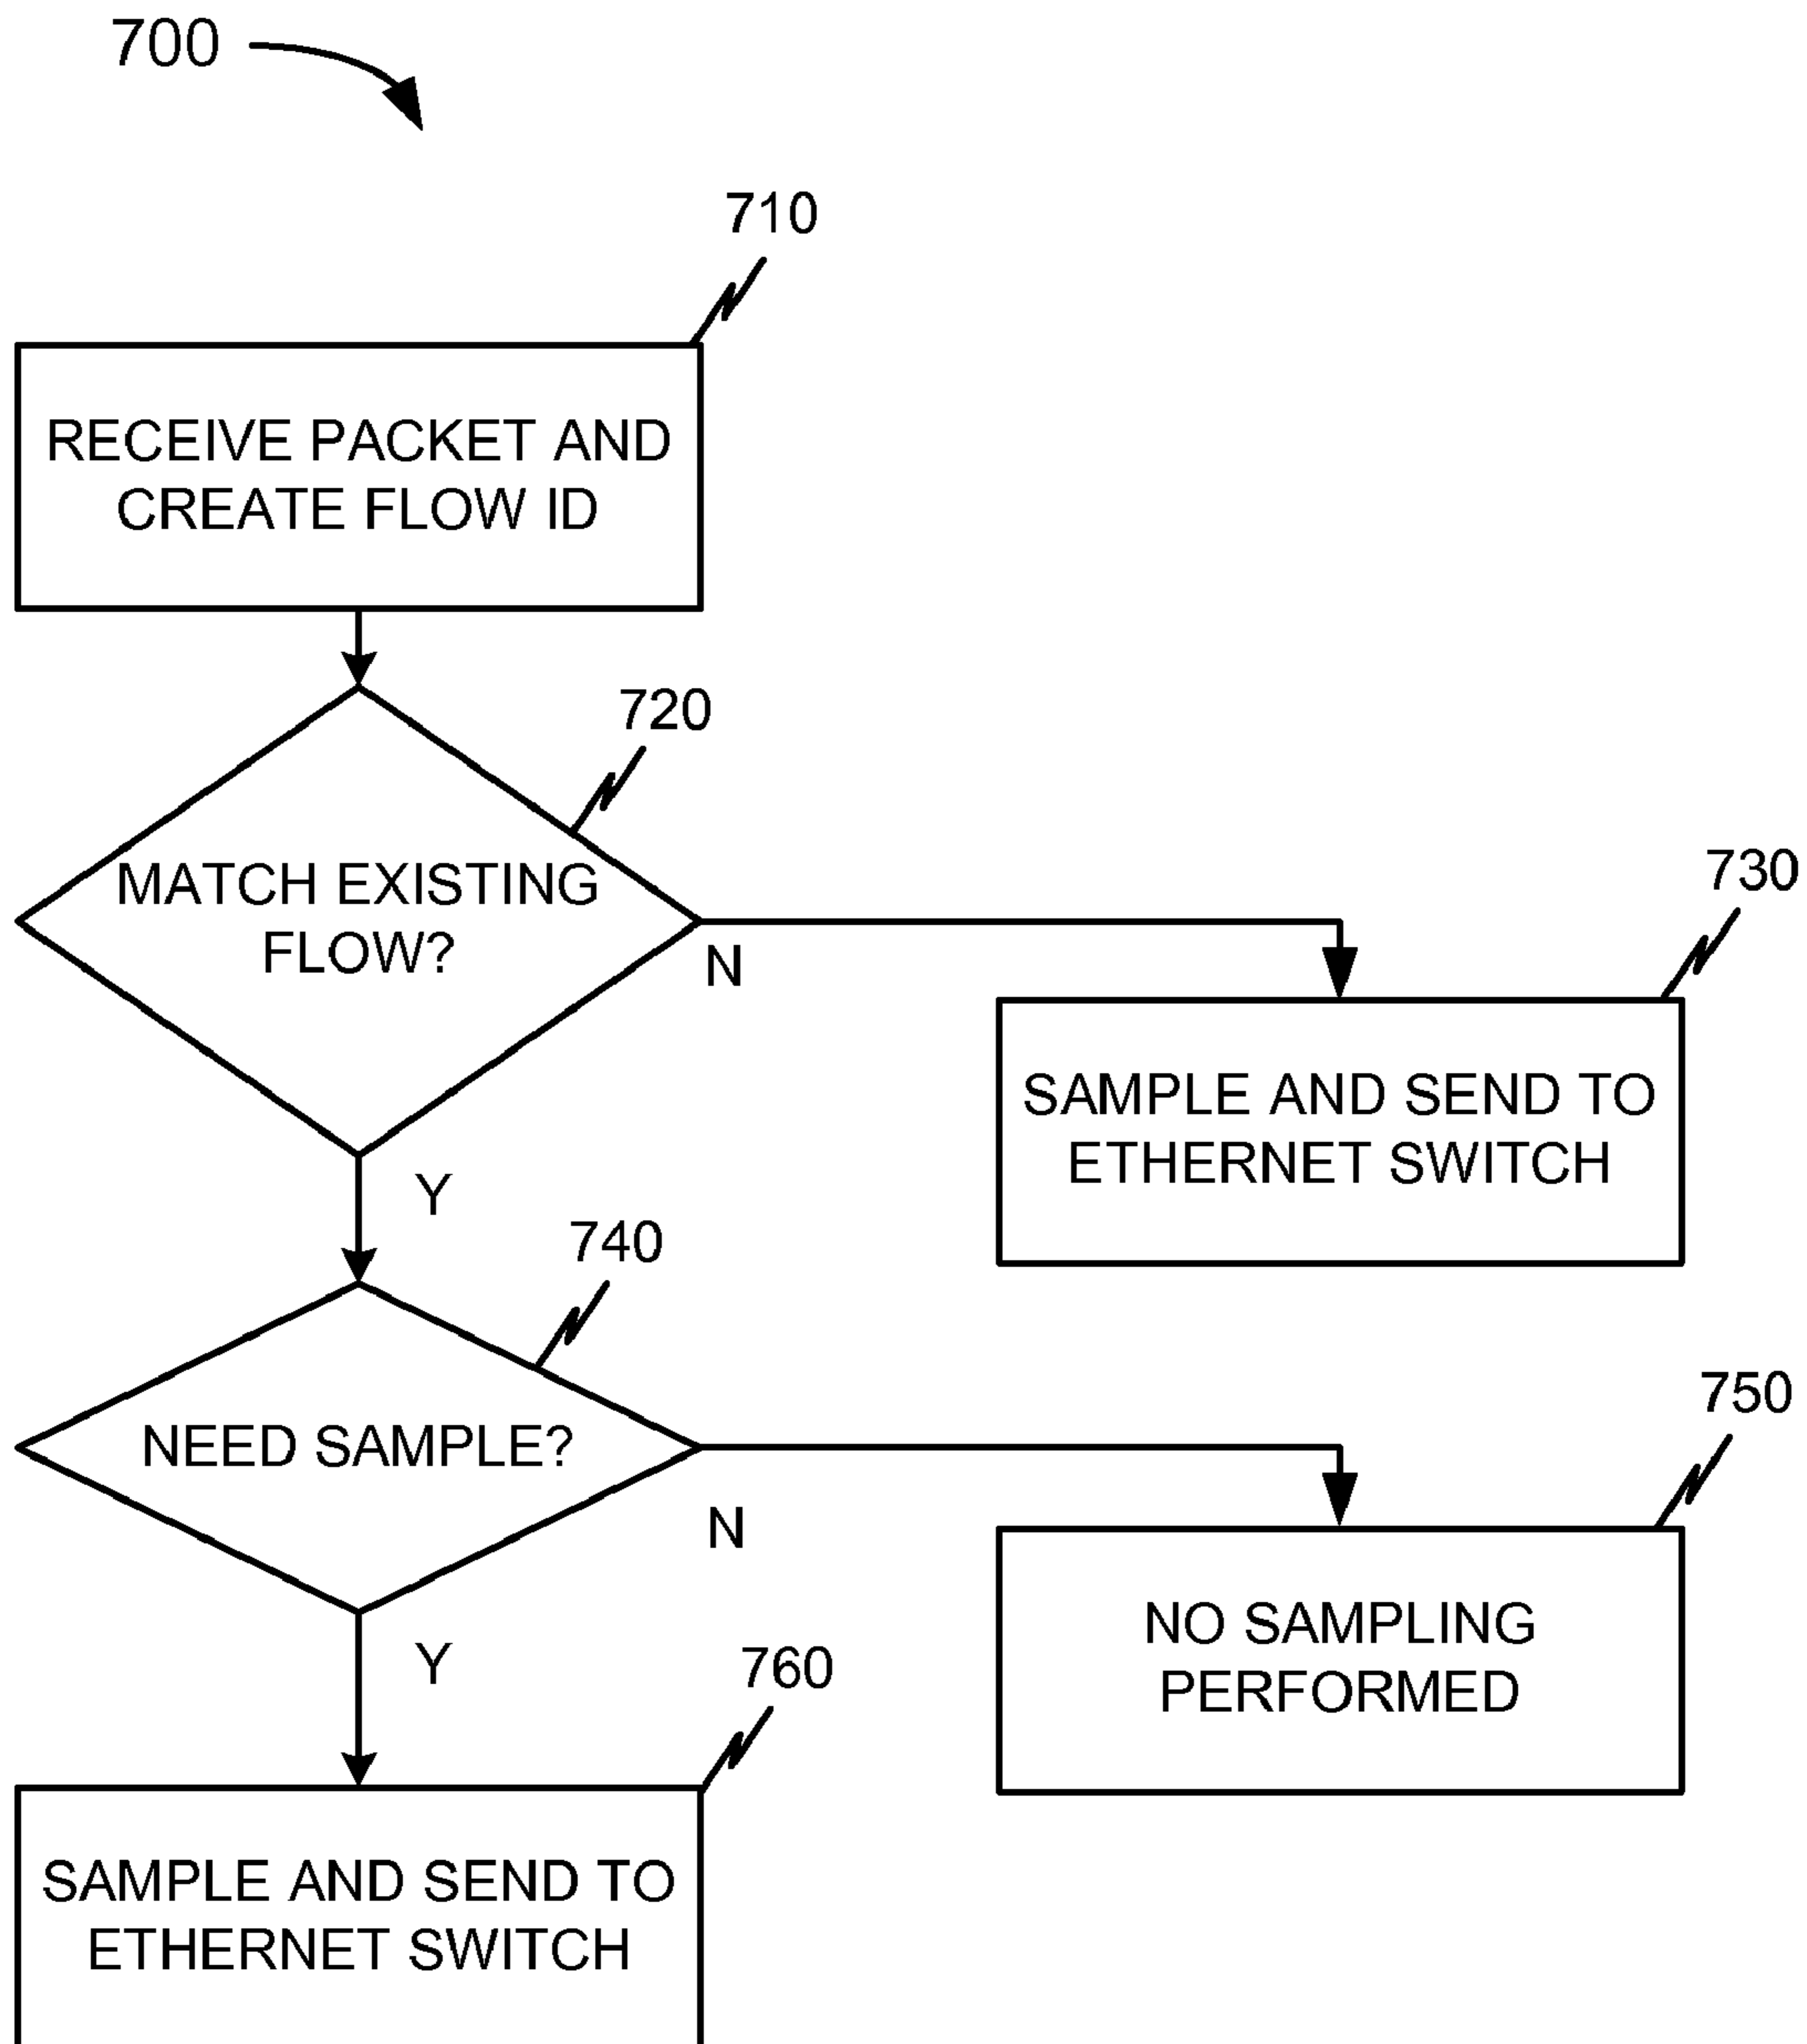 700
710
RECEIVE PACKET AND
CREATE FLOW ID
720
MATCH EXISTING
FLOW?
N
730
SAMPLE AND SEND TO
ETHERNET SWITCH
Y
740
NEED SAMPLE?
N
750
NO SAMPLING
PERFORMED
Y
760
SAMPLE AND SEND TO
ETHERNET SWITCH